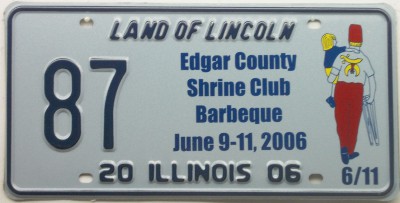 LAND OF LINCOLN
87
Edgar County
Shrine Club
Barbeque
June 9-11, 2006
20 ILLINOIS 06
6/11